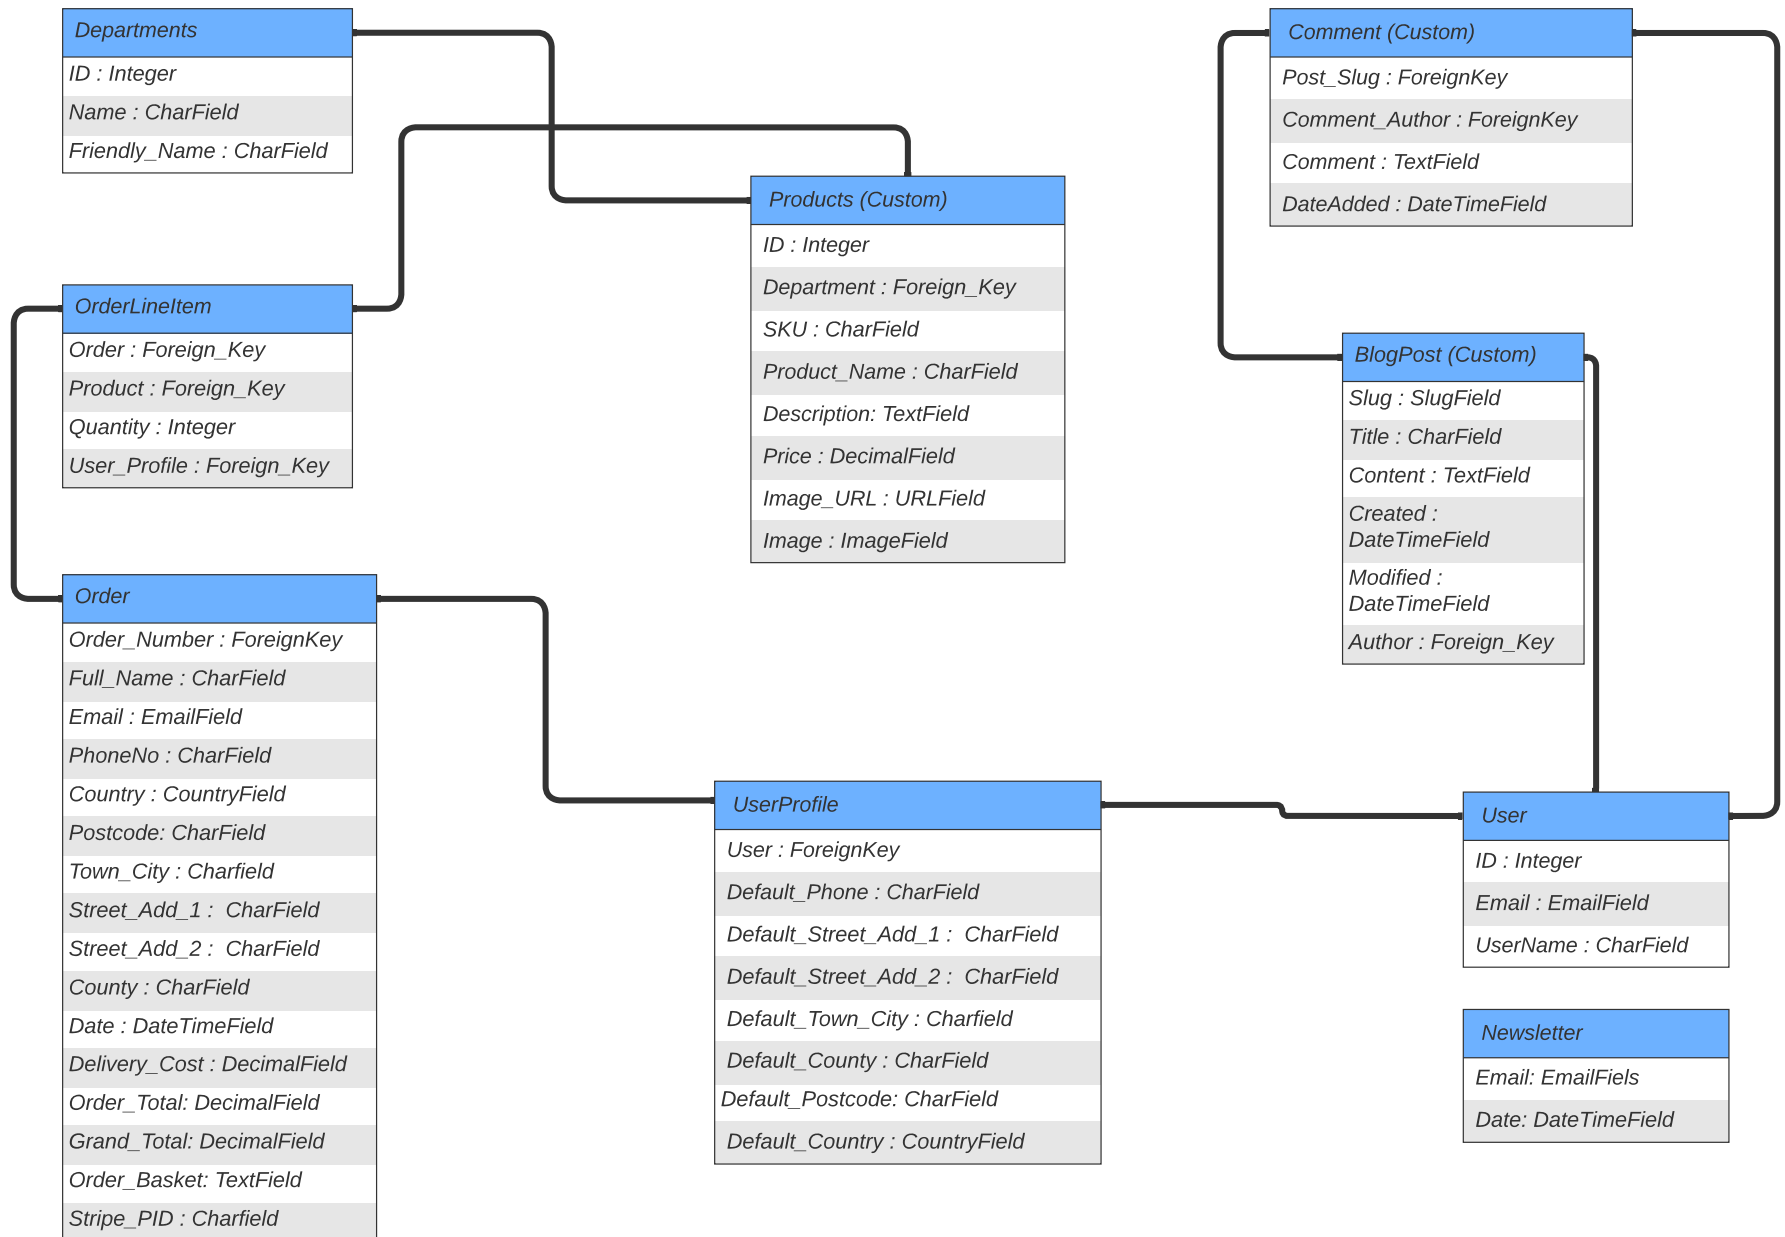 Departments
ID : Integer
Name : CharField
Friendly_Name : CharField
OrderLineItem
Order : Foreign_Key
Product : Foreign_Key
Quantity : Integer
User_Profile : Foreign_Key
Order
Order_Number : ForeignKey
Full_Name : CharField
Email : EmailField
PhoneNo : CharField
Country : CountryField
Postcode: CharField
Town_City : Charfield
Street_Add_1 :  CharField
Street_Add_2 :  CharField
County : CharField
Date : DateTimeField
Delivery_Cost : DecimalField
Order_Total: DecimalField
Grand_Total: DecimalField
Order_Basket: TextField
Stripe_PID : Charfield
Products (Custom)
ID : Integer
Department : Foreign_Key
SKU : CharField
Product_Name : CharField
Description: TextField
Price : DecimalField
Image_URL : URLField
Image : ImageField
UserProfile
User : ForeignKey
Default_Phone : CharField
Default_Street_Add_1 :  CharField
Default_Street_Add_2 :  CharField
Default_Town_City : Charfield
Default_County : CharField
Default_Postcode: CharField
Default_Country : CountryField
Comment (Custom)
Post_Slug : ForeignKey
Comment_Author : ForeignKey
Comment : TextField
DateAdded : DateTimeField
BlogPost (Custom)
Slug : SlugField
Title : CharField
Content : TextField
Created :
DateTimeField
Modified :
DateTimeField
Author : Foreign_Key
User
ID : Integer
Email : EmailField
UserName : CharField
Newsletter
Email: EmailFiels
Date: DateTimeField